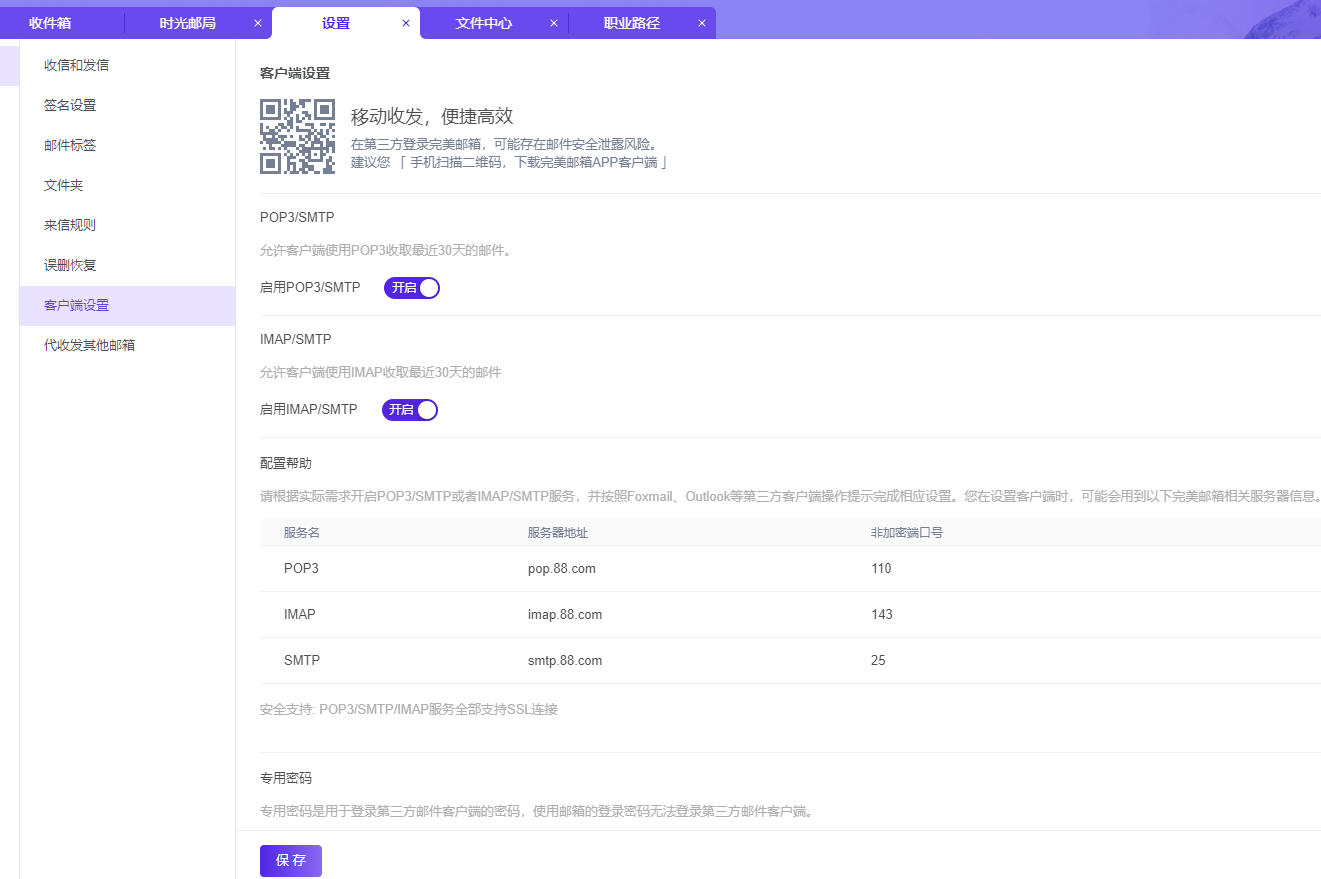 收件箱 时光邮局 × 设置 × 文件中心 × 职业路径 ×
收信和发信
签名设置
邮件标签
文件夹
来信规则
误删恢复
客户端设置
代收发其他邮箱
客户端设置
移动收发，便捷高效
在第三方登录完美邮箱，可能存在邮件安全泄露风险。
建议您 「 手机扫描二维码，下载完美邮箱APP客户端 」
POP3/SMTP
允许客户端使用POP3收取最近30天的邮件。
启用POP3/SMTP 开启
IMAP/SMTP
允许客户端使用IMAP收取最近30天的邮件
启用IMAP/SMTP 开启
配置帮助
请根据实际需求开启POP3/SMTP或者IMAP/SMTP服务，并按照Foxmail、Outlook等第三方客户端操作提示完成相应设置。您在设置客户端时，可能会用到以下完美邮箱相关服务器信息。
服务名 服务器地址 非加密端口号
POP3 pop.88.com 110
IMAP imap.88.com 143
SMTP smtp.88.com 25
安全支持: POP3/SMTP/IMAP服务全部支持SSL连接
专用密码
专用密码是用于登录第三方邮件客户端的密码，使用邮箱的登录密码无法登录第三方邮件客户端。
保 存